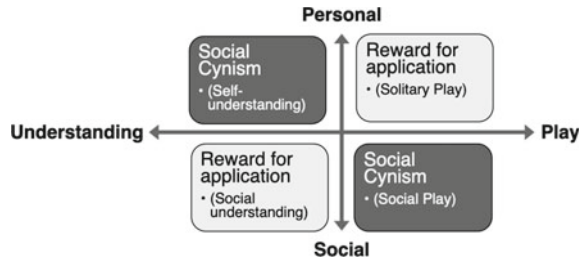 Personal
Social
Cynism
• (Self-
understanding)
Reward for
application
• (Solitary Play)
Understanding
Play
Reward for
application
• (Social
understanding)
Social
Cynism
• (Social Play)
Social